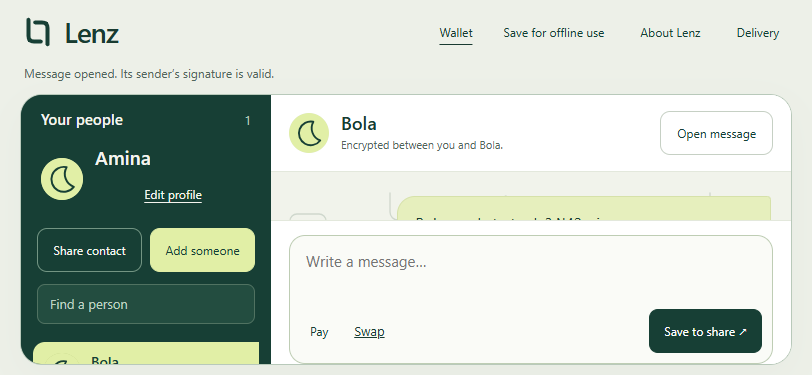 Lenz
Wallet
Save for offline use
About Lenz
Delivery
Message opened. Its sender's signature is valid.
Your people
1
Amina
Edit profile
Share contact
Add someone
Find a person
Bola
Bola
Encrypted between you and Bola.
Open message
Write a message...
Pay
Swap
Save to share ↗